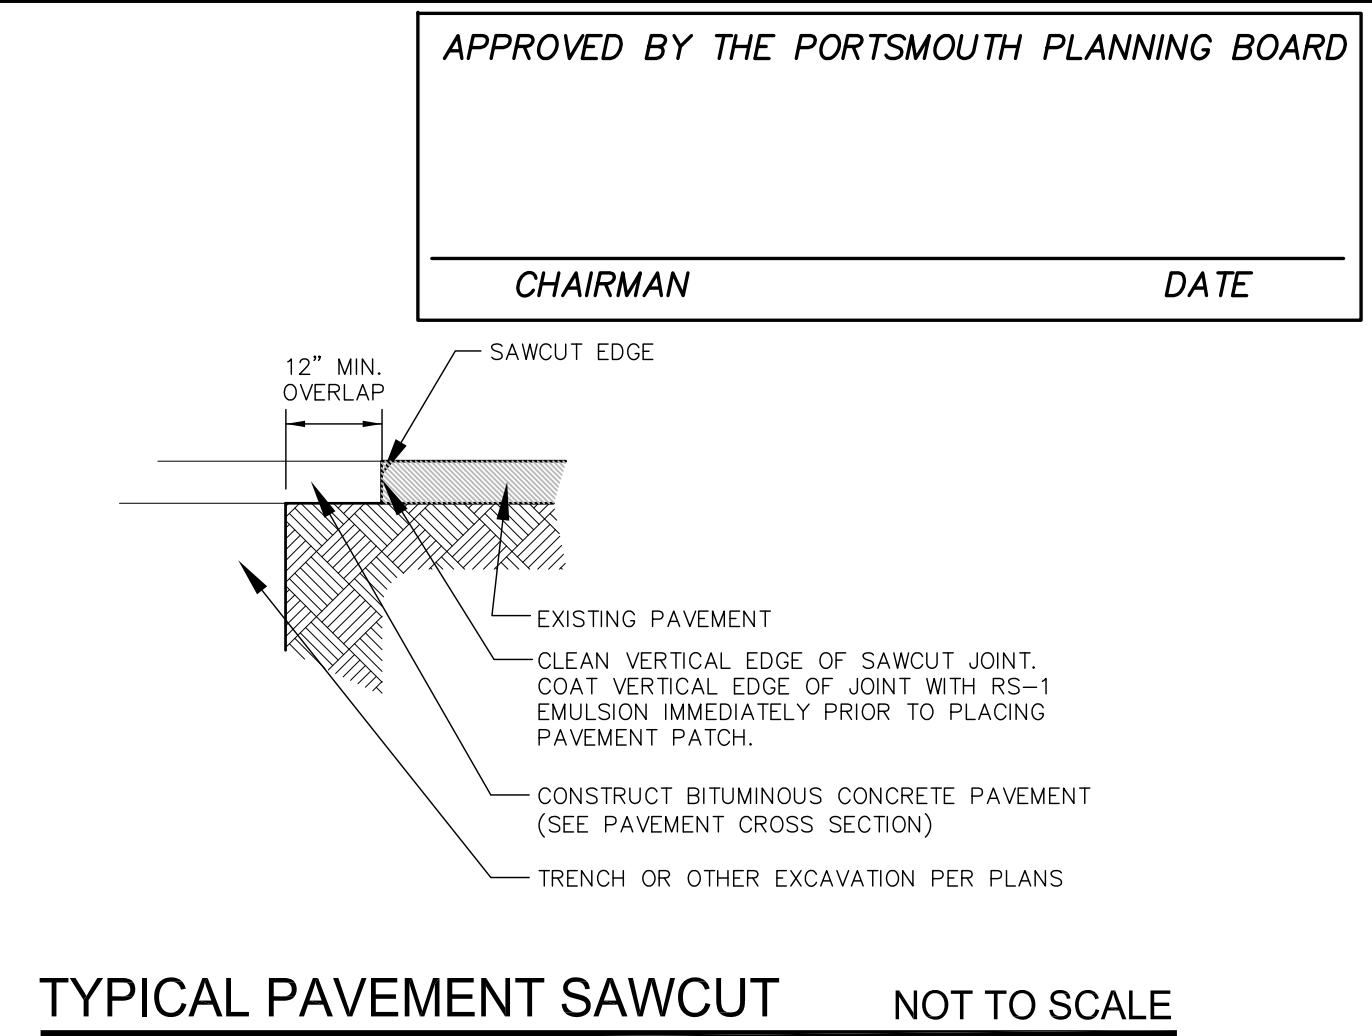 APPROVED BY THE PORTSMOUTH PLANNING BOARD
CHAIRMAN DATE
SAWCUT EDGE
12" MIN.
OVERLAP
EXISTING PAVEMENT
CLEAN VERTICAL EDGE OF SAWCUT JOINT.
COAT VERTICAL EDGE OF JOINT WITH RS-1
EMULSION IMMEDIATELY PRIOR TO PLACING
PAVEMENT PATCH.
CONSTRUCT BITUMINOUS CONCRETE PAVEMENT
(SEE PAVEMENT CROSS SECTION)
TRENCH OR OTHER EXCAVATION PER PLANS
TYPICAL PAVEMENT SAWCUT NOT TO SCALE